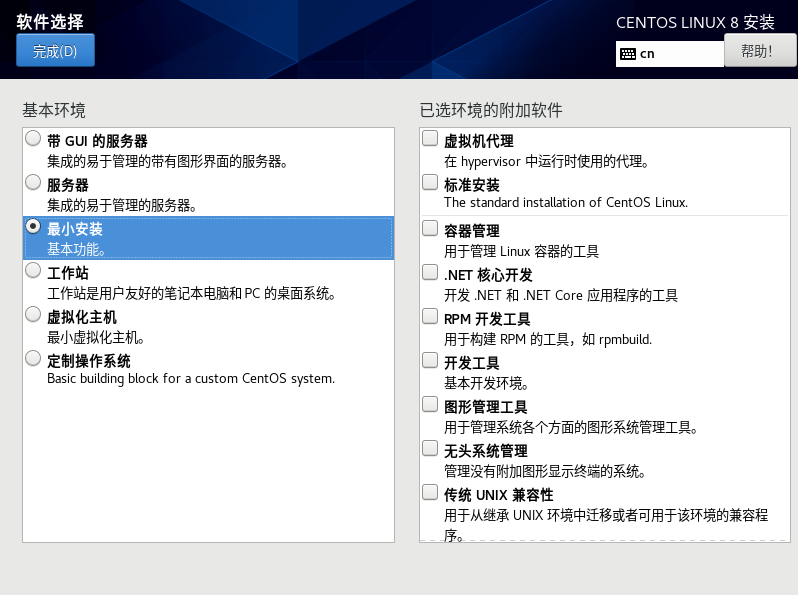 软件选择
CENTOS LINUX 8 安装
完成(D)
cn
帮助！
基本环境
带 GUI 的服务器
集成的易于管理的带有图形界面的服务器。
服务器
集成的易于管理的服务器。
最小安装
基本功能。
工作站
工作站是用户友好的笔记本电脑和 PC 的桌面系统。
虚拟化主机
最小虚拟化主机。
定制操作系统
Basic building block for a custom CentOS system.
已选环境的附加软件
虚拟机代理
在 hypervisor 中运行时使用的代理。
标准安装
The standard installation of CentOS Linux.
容器管理
用于管理 Linux 容器的工具
.NET 核心开发
开发 .NET 和 .NET Core 应用程序的工具
RPM 开发工具
用于构建 RPM 的工具，如 rpmbuild.
开发工具
基本开发环境。
图形管理工具
用于管理系统各个方面的图形系统管理工具。
无头系统管理
管理没有附加图形显示终端的系统。
传统 UNIX 兼容性
用于从继承 UNIX 环境中迁移或者可用于该环境的兼容程
序。